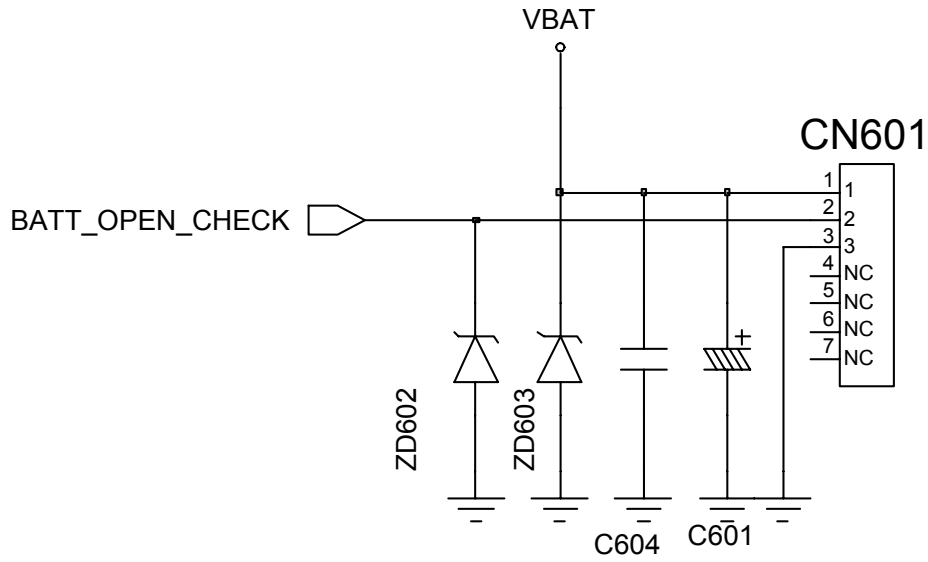 VBAT
CN601
BATT_OPEN_CHECK
1 1
2 2
3 3
4 NC
5 NC
6 NC
7 NC
+
ZD602
ZD603
C604
C601